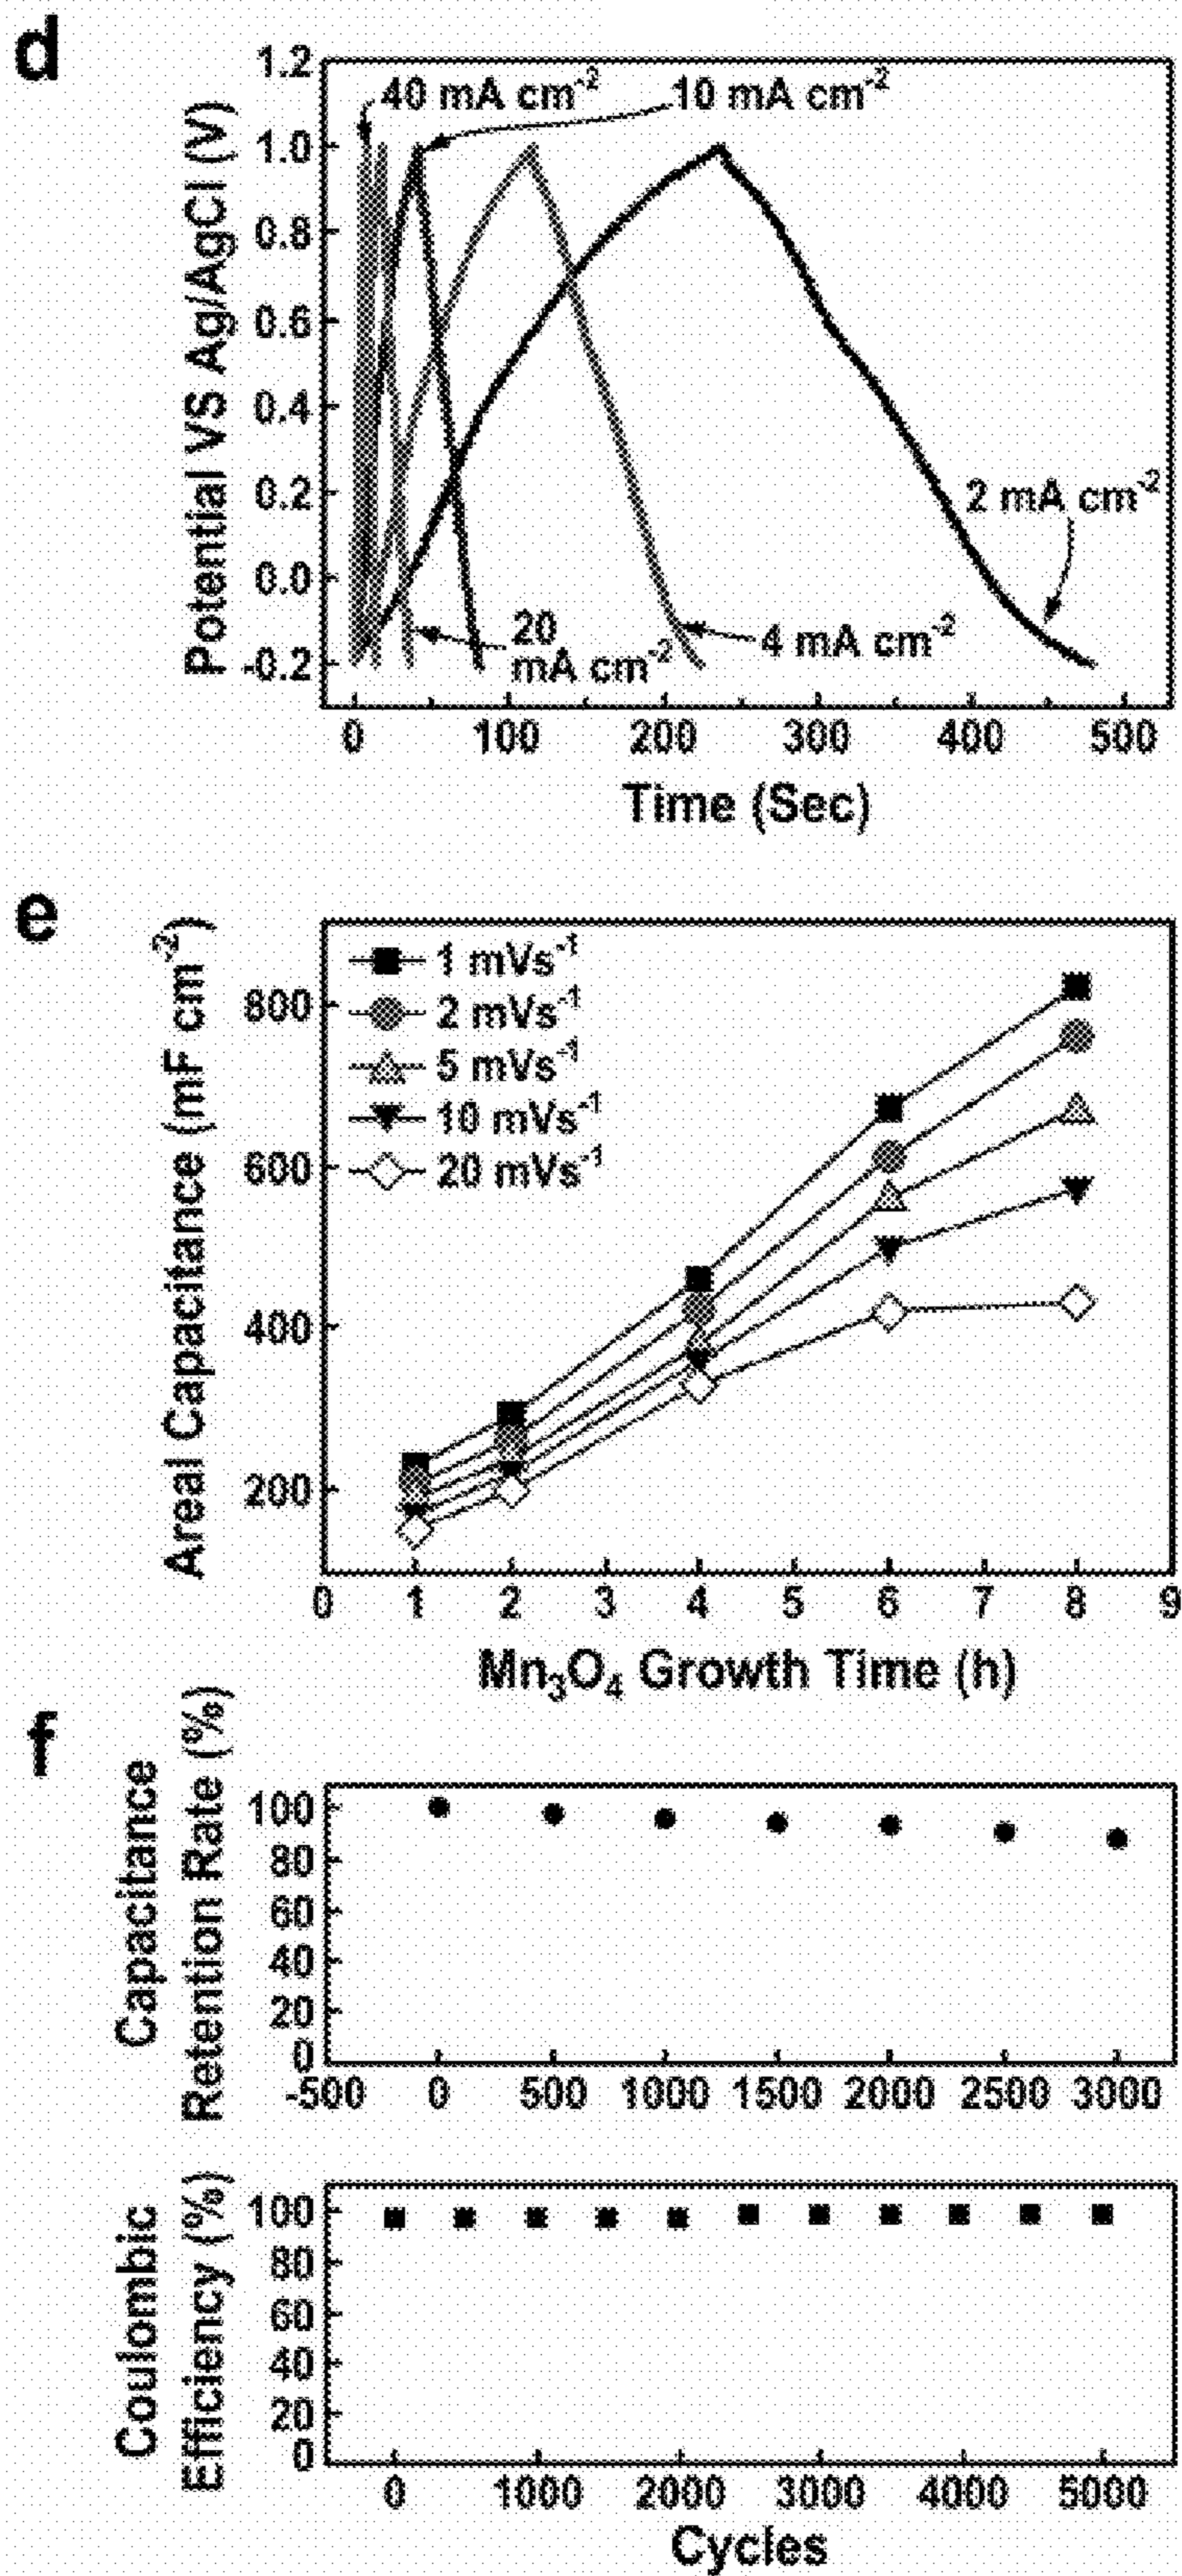 d
1.2
1.0
0.8
0.6
0.4
0.2
0.0
-0.2
Potential VS Ag/AgCl (V)
40 mA cm-2
10 mA cm-2
2 mA cm-2
20
mA cm-2
4 mA cm-2
0 100 200 300 400 500
Time (Sec)
e
Areal Capacitance (mF cm-2)
800
600
400
200
1 mVs-1
2 mVs-1
5 mVs-1
10 mVs-1
20 mVs-1
0 1 2 3 4 5 6 7 8 9
Mn3O4 Growth Time (h)
f
Capacitance
Retention Rate (%)
100
80
60
40
20
0
-500 0 500 1000 1500 2000 2500 3000
Coulombic
Efficiency (%)
100
80
60
40
20
0
0 1000 2000 3000 4000 5000
Cycles